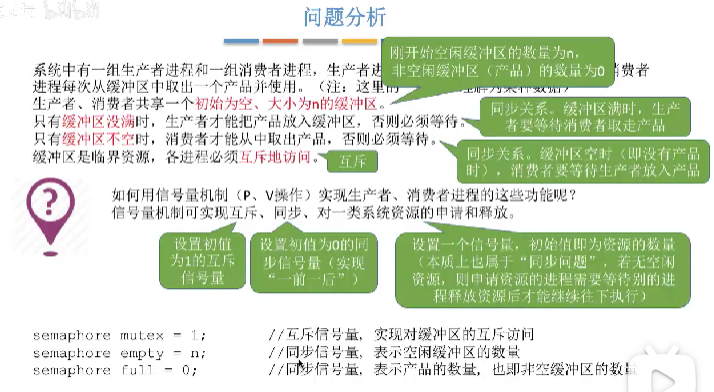 问题分析
刚开始空闲缓冲区的数量为n，
非空闲缓冲区（产品）的数量为0
系统中有一组生产者进程和一组消费者进程，生产者进
消费者
进程每次从缓冲区中取出一个产品并使用。（注：这里的
生产者、消费者共享一个初始为空、大小为n的缓冲区。
只有缓冲区没满时，生产者才能把产品放入缓冲区，否则必须等待。
只有缓冲区不空时，消费者才能从中取出产品，否则必须等待。
缓冲区是临界资源，各进程必须互斥地访问。
互斥
同步关系。缓冲区满时，生产
者要等待消费者取走产品
同步关系。缓冲区空时（即没有产品
时），消费者要等待生产者放入产品
如何用信号量机制（P、V操作）实现生产者、消费者进程的这些功能呢？
信号量机制可实现互斥、同步、对一类系统资源的申请和释放。
设置初值
为1的互斥
信号量
设置初值为0的同
步信号量（实现
“一前一后”）
设置一个信号量，初始值即为资源的数量
（本质上也属于“同步问题”，若无空闲
资源，则申请资源的进程需要等待别的进
程释放资源后才能继续往下执行）
semaphore mutex = 1; //互斥信号量，实现对缓冲区的互斥访问
semaphore empty = n; //同步信号量，表示空闲缓冲区的数量
semaphore full = 0; //同步信号量，表示产品的数量，也即非空缓冲区的数量